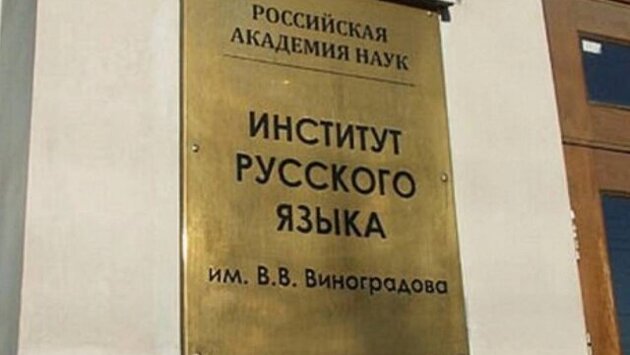 РОССИЙСКАЯ
АКАДЕМИЯ НАУК
ИНСТИТУТ
РУССКОГО
ЯЗЫКА
им. В.В. Виноградова